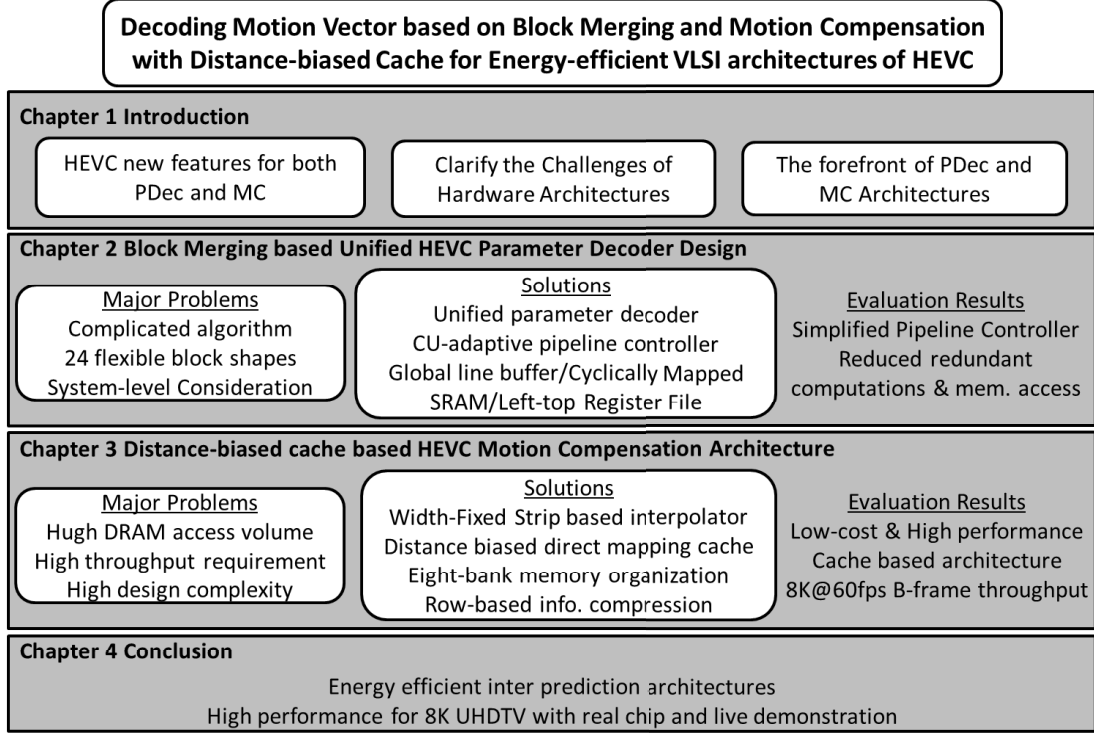 Decoding Motion Vector based on Block Merging and Motion Compensation
with Distance-biased Cache for Energy-efficient VLSI architectures of HEVC
Chapter 1 Introduction
HEVC new features for both
PDec and MC
Clarify the Challenges of
Hardware Architectures
The forefront of PDec and
MC Architectures
Chapter 2 Block Merging based Unified HEVC Parameter Decoder Design
Major Problems
Complicated algorithm
24 flexible block shapes
System-level Consideration
Solutions
Unified parameter decoder
CU-adaptive pipeline controller
Global line buffer/Cyclically Mapped
SRAM/Left-top Register File
Evaluation Results
Simplified Pipeline Controller
Reduced redundant
computations & mem. access
Chapter 3 Distance-biased cache based HEVC Motion Compensation Architecture
Major Problems
Hugh DRAM access volume
High throughput requirement
High design complexity
Solutions
Width-Fixed Strip based interpolator
Distance biased direct mapping cache
Eight-bank memory organization
Row-based info. compression
Evaluation Results
Low-cost & High performance
Cache based architecture
8K@60fps B-frame throughput
Chapter 4 Conclusion
Energy efficient inter prediction architectures
High performance for 8K UHDTV with real chip and live demonstration